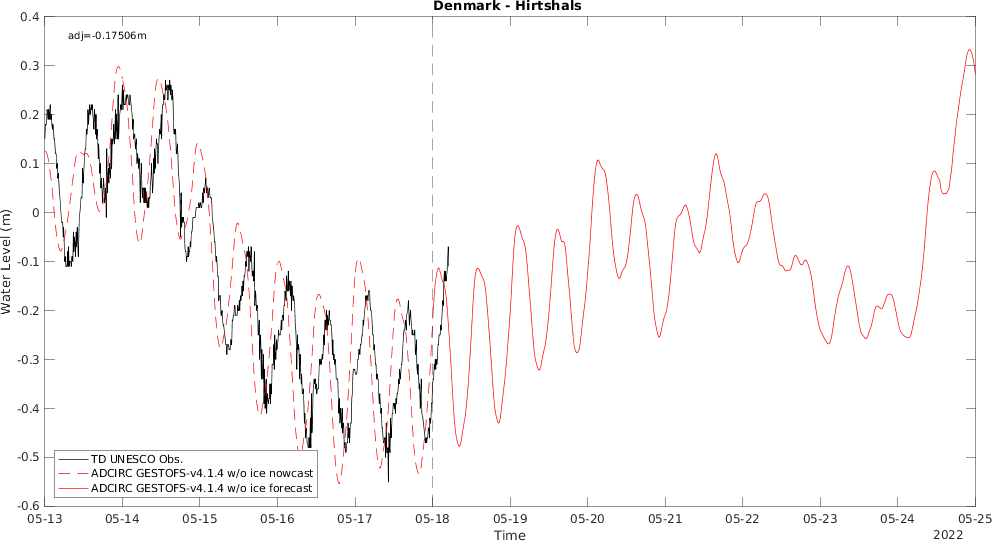 Denmark - Hirtshals
adj=-0.17506m
0.4
0.3
0.2
0.1
0
-0.1
-0.2
-0.3
-0.4
-0.5
-0.6
Water Level (m)
TD UNESCO Obs.
ADCIRC GESTOFS-v4.1.4 w/o ice nowcast
ADCIRC GESTOFS-v4.1.4 w/o ice forecast
05-13 05-14 05-15 05-16 05-17 05-18 05-19 05-20 05-21 05-22 05-23 05-24 05-25
Time
2022